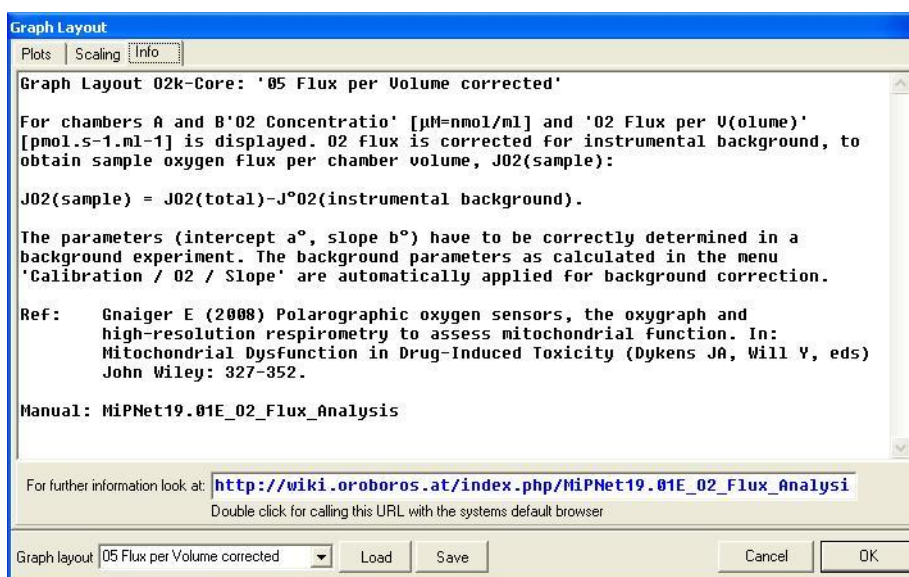 Graph Layout
Plots Scaling Info
Graph Layout O2k-Core: '05 Flux per Volume corrected'
For chambers A and B'O2 Concentratio' [µM=nmol/ml] and 'O2 Flux per V(olume)'
[pmol.s-1.ml-1] is displayed. O2 flux is corrected for instrumental background, to
obtain sample oxygen flux per chamber volume, JO2(sample):
JO2(sample) = JO2(total)-J°O2(instrumental background).
The parameters (intercept a°, slope b°) have to be correctly determined in a
background experiment. The background parameters as calculated in the menu
'Calibration / O2 / Slope' are automatically applied for background correction.
Ref: Gnaiger E (2008) Polarographic oxygen sensors, the oxygraph and
high-resolution respirometry to assess mitochondrial function. In:
Mitochondrial Dysfunction in Drug-Induced Toxicity (Dykens JA, Will Y, eds)
John Wiley: 327-352.
Manual: MiPNet19.01E_O2_Flux_Analysis
For further information look at: http://wiki.oroboros.at/index.php/MiPNet19.01E_O2_Flux_Analysi
Double click for calling this URL with the systems default browser
Graph layout 05 Flux per Volume corrected Load Save Cancel OK